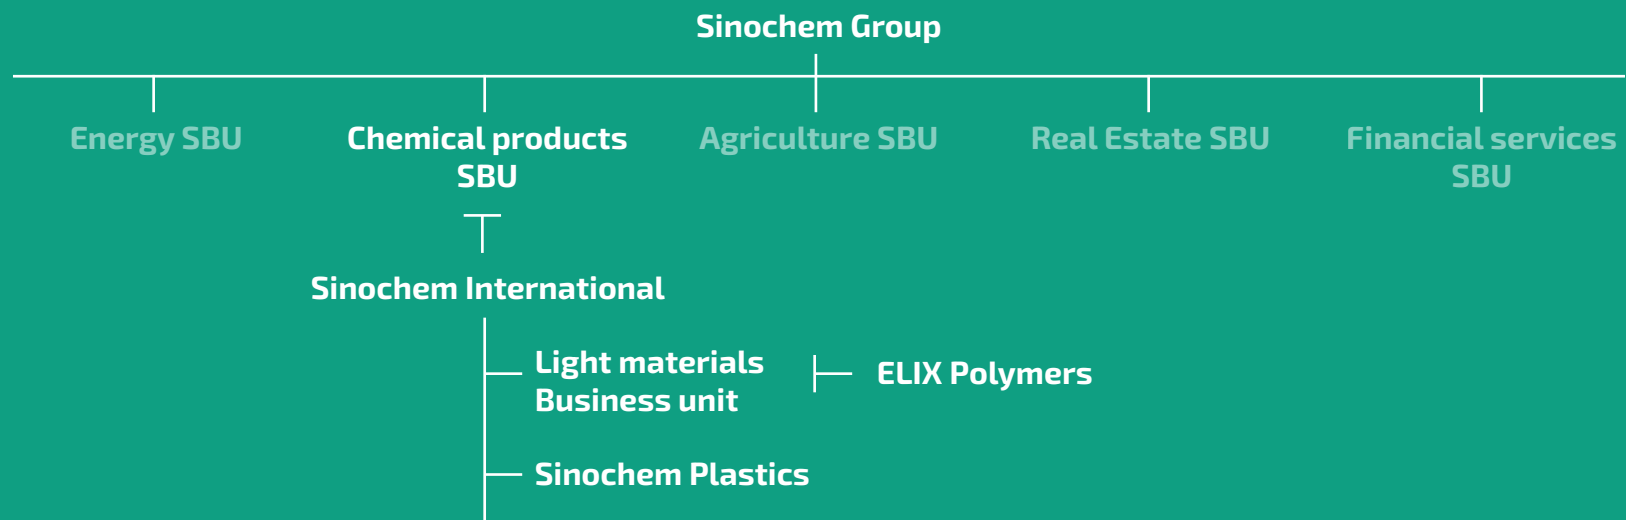 Sinochem Group
Energy SBU
Chemical products
SBU
Agriculture SBU
Real Estate SBU
Financial services
SBU
Sinochem International
Light materials
Business unit
ELIX Polymers
Sinochem Plastics